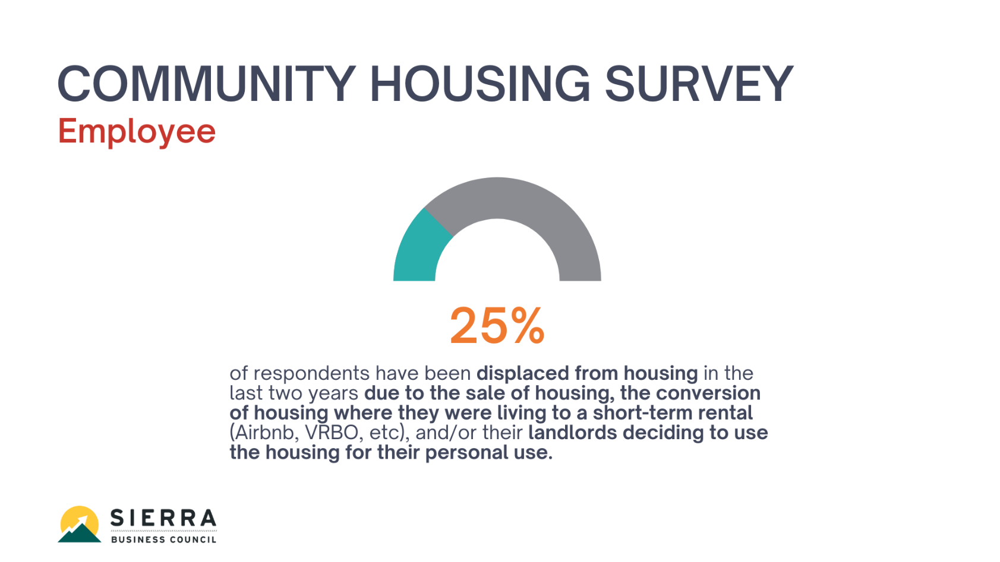 COMMUNITY HOUSING SURVEY
Employee
25%
of respondents have been displaced from housing in the
last two years due to the sale of housing, the conversion
of housing where they were living to a short-term rental
(Airbnb, VRBO, etc), and/or their landlords deciding to use
the housing for their personal use.
SIERRA
BUSINESS COUNCIL